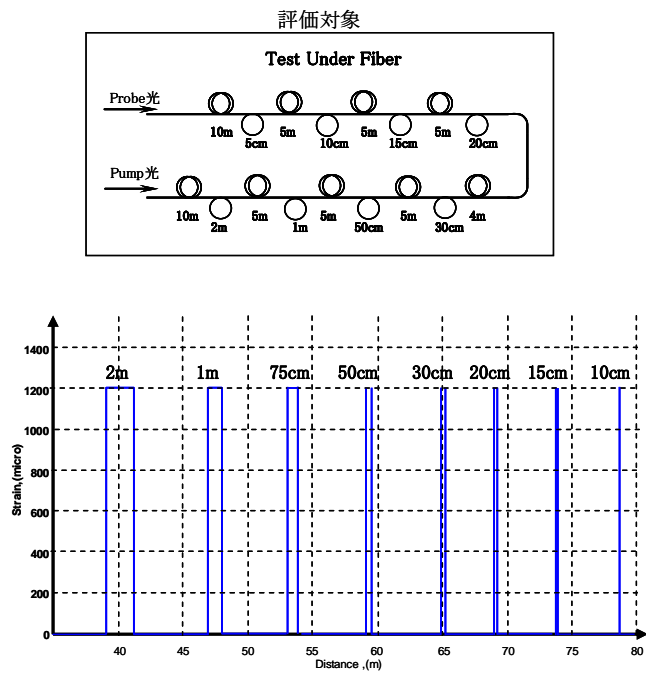 評価対象
Test Under Fiber
Probe光
10m 5cm 5m 10cm 5m 15cm 5m 20cm
Pump光
10m 2m 5m 1m 5m 50cm 5m 30cm 4m
2m 1m 75cm 50cm 30cm 20cm 15cm 10cm
Strain,(micro)
1400
1200
1000
800
600
400
200
0
40 45 50 55 60 65 70 75 80
Distance ,(m)